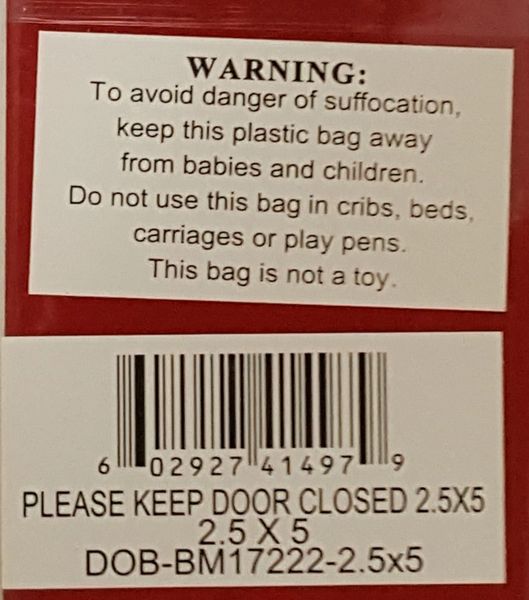 WARNING:
To avoid danger of suffocation,
keep this plastic bag away
from babies and children.
Do not use this bag in cribs, beds,
carriages or play pens.
This bag is not a toy.
6 02927 41497 9
PLEASE KEEP DOOR CLOSED 2.5X5
2.5 X 5
DOB-BM17222-2.5x5